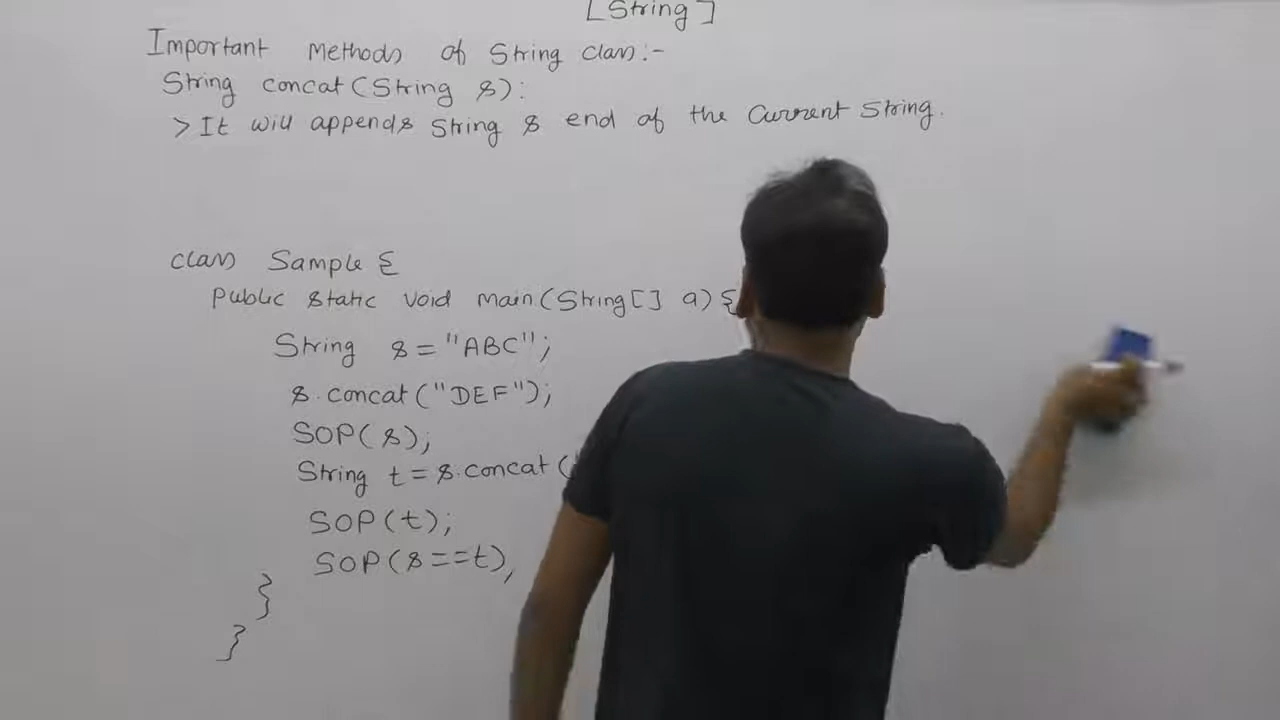 [String]
Important Methods of String class:-
String concat(String s):
> It will appends String s end of the Current String.
class Sample {
Public static void main(String[] a) {
String s = "ABC";
s.concat("DEF");
SOP(s);
String t = s.concat("
SOP(t);
SOP(s==t),
}
}